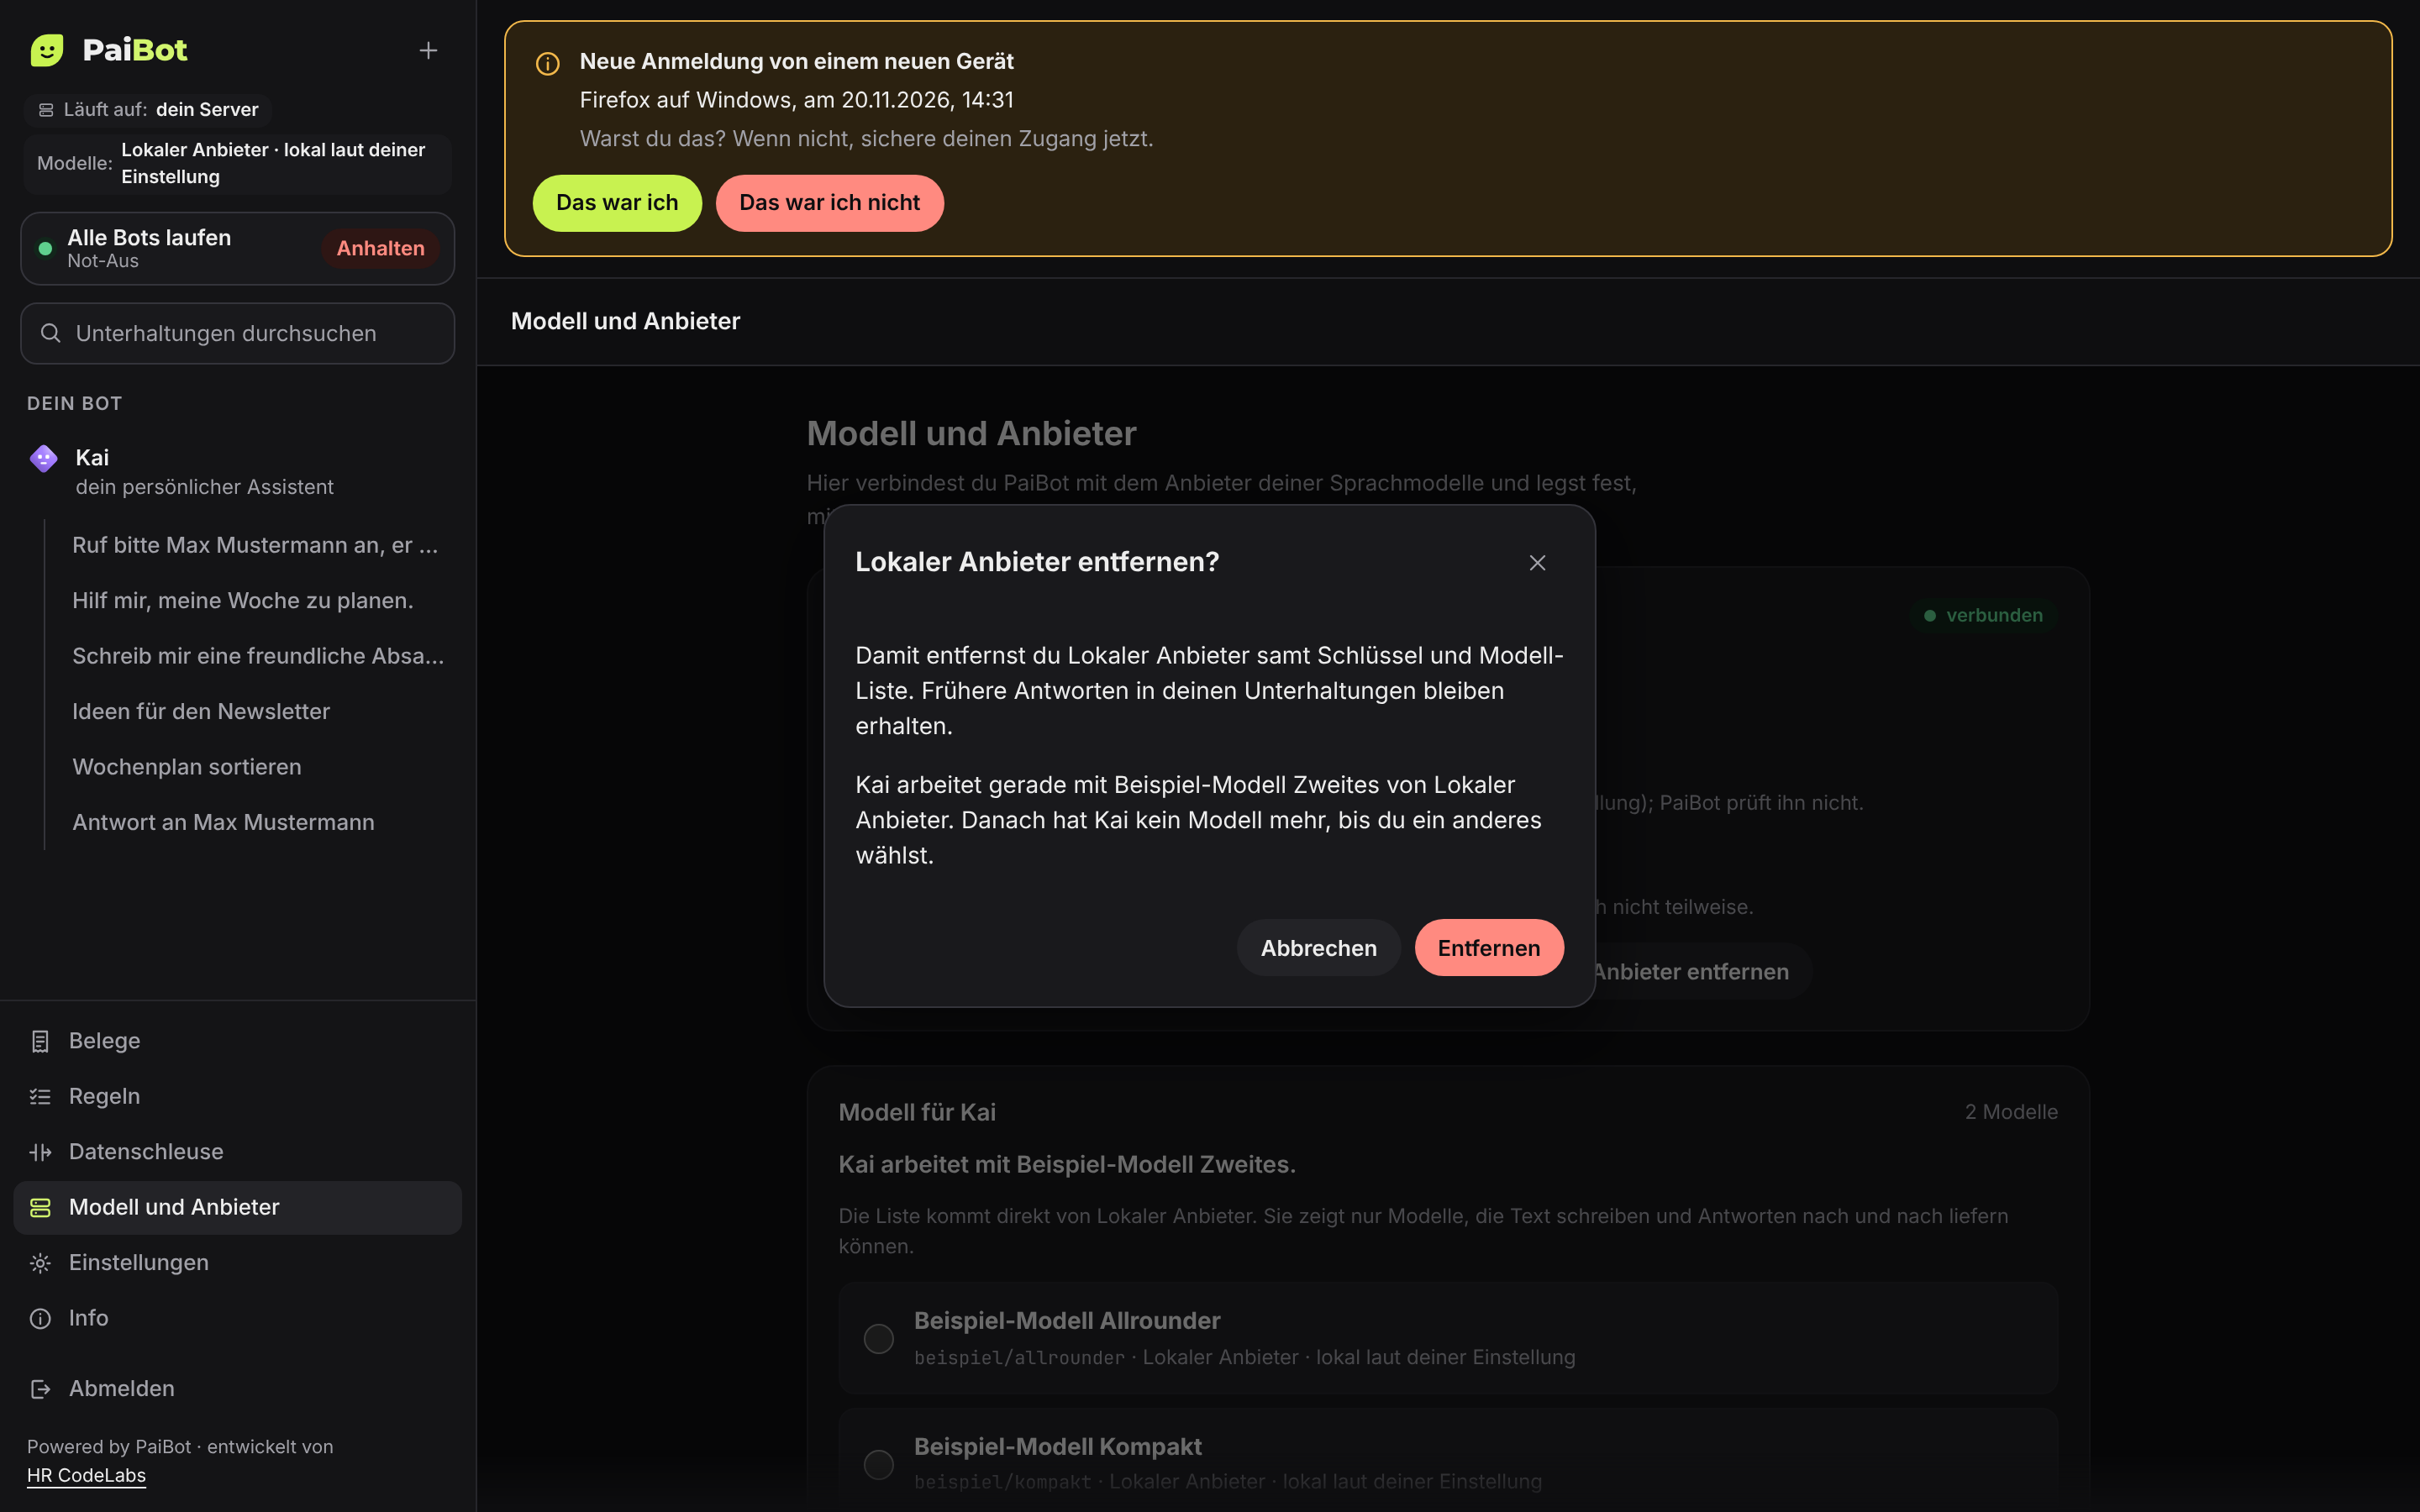 PaiBot
Läuft auf: dein Server
Modelle: Lokaler Anbieter · lokal laut deiner
Einstellung
Alle Bots laufen
Not-Aus
Anhalten
Unterhaltungen durchsuchen
DEIN BOT
Kai
dein persönlicher Assistent
Ruf bitte Max Mustermann an, er ...
Hilf mir, meine Woche zu planen.
Schreib mir eine freundliche Absa...
Ideen für den Newsletter
Wochenplan sortieren
Antwort an Max Mustermann
Belege
Regeln
Datenschleuse
Modell und Anbieter
Einstellungen
Info
Abmelden
Powered by PaiBot · entwickelt von
HR CodeLabs
Neue Anmeldung von einem neuen Gerät
Firefox auf Windows, am 20.11.2026, 14:31
Warst du das? Wenn nicht, sichere deinen Zugang jetzt.
Das war ich
Das war ich nicht
Modell und Anbieter
Modell und Anbieter
Hier verbindest du PaiBot mit dem Anbieter deiner Sprachmodelle und legst fest,
verbunden
Lokaler Anbieter entfernen?
Damit entfernst du Lokaler Anbieter samt Schlüssel und Modell-
Liste. Frühere Antworten in deinen Unterhaltungen bleiben
erhalten.
Kai arbeitet gerade mit Beispiel-Modell Zweites von Lokaler
Anbieter. Danach hat Kai kein Modell mehr, bis du ein anderes
wählst.
Abbrechen
Entfernen
PaiBot prüft ihn nicht.
nicht teilweise.
Anbieter entfernen
Modell für Kai
2 Modelle
Kai arbeitet mit Beispiel-Modell Zweites.
Die Liste kommt direkt von Lokaler Anbieter. Sie zeigt nur Modelle, die Text schreiben und Antworten nach und nach liefern
können.
Beispiel-Modell Allrounder
beispiel/allrounder · Lokaler Anbieter · lokal laut deiner Einstellung
Beispiel-Modell Kompakt
beispiel/kompakt · Lokaler Anbieter · lokal laut deiner Einstellung